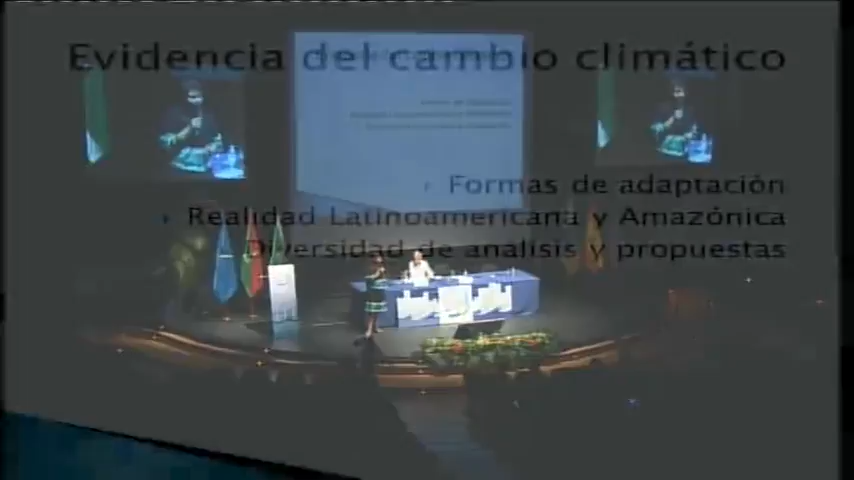 Evidencia del cambio climático
Formas de adaptación
Realidad Latinoamericana y Amazónica
Diversidad de analisis y propuestas